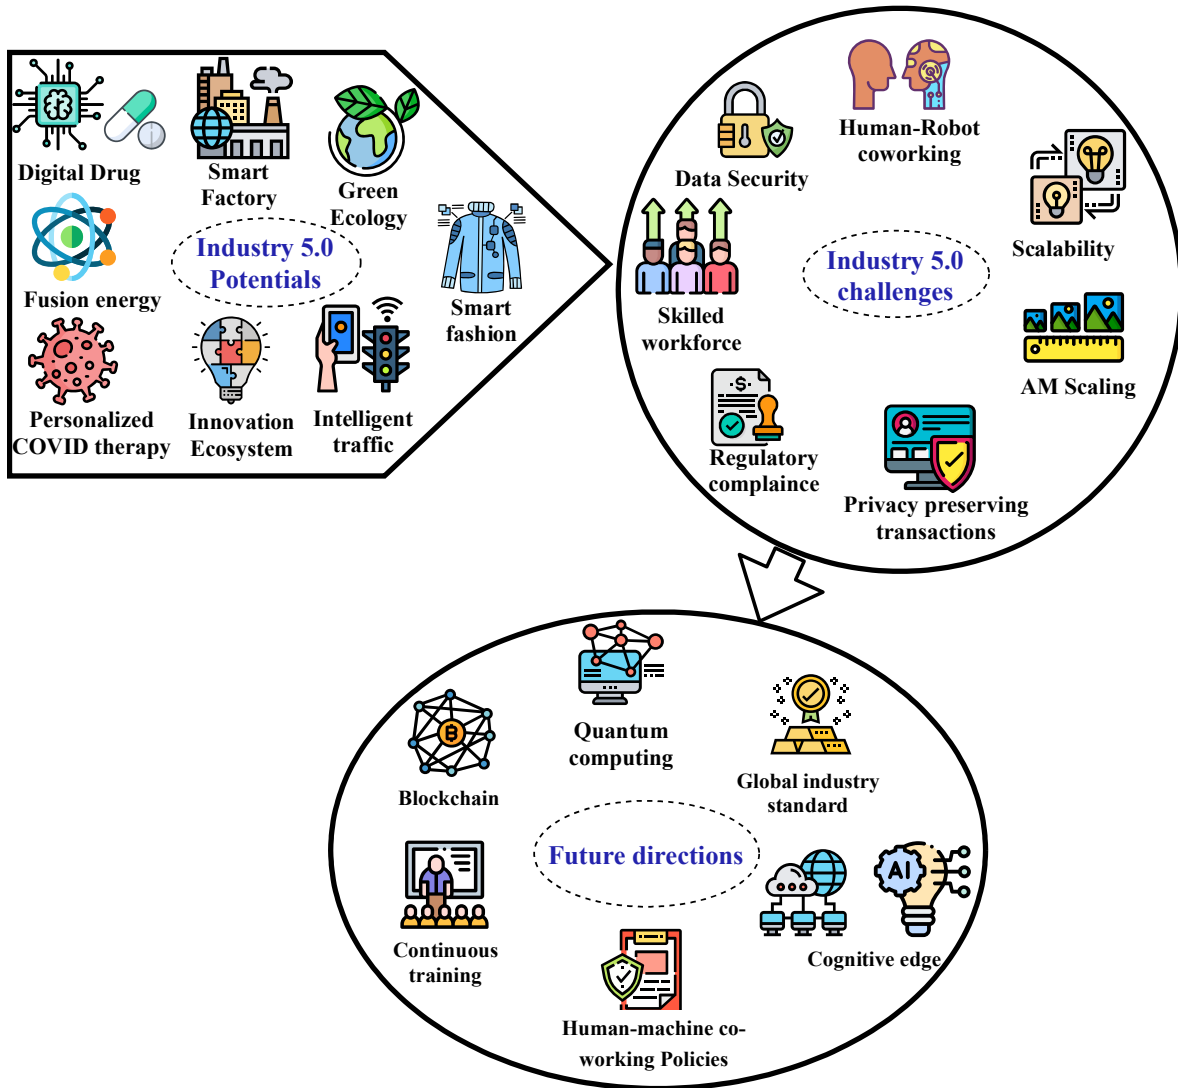 Digital Drug
Smart
Factory
Green
Ecology
Industry 5.0
Potentials
Fusion energy
Smart
fashion
Personalized
COVID therapy
Innovation
Ecosystem
Intelligent
traffic
Human-Robot
coworking
Data Security
Scalability
Industry 5.0
challenges
Skilled
workforce
AM Scaling
$
Regulatory
complaince
Privacy preserving
transactions
Quantum
computing
Global industry
standard
B
Blockchain
Future directions
AI
Continuous
training
Cognitive edge
Human-machine co-
working Policies